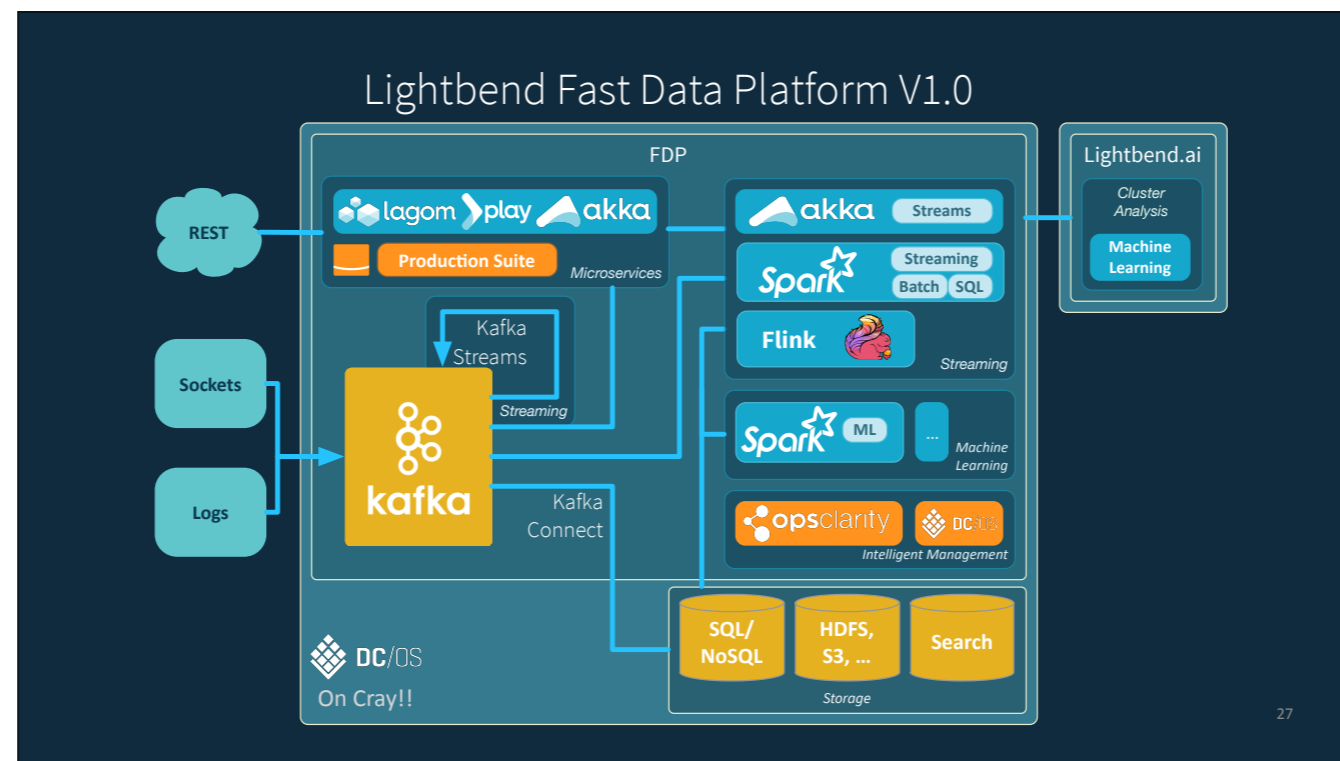 Lightbend Fast Data Platform V1.0
FDP
lagom play akka
Production Suite
Microservices
REST
Sockets
Logs
Kafka
Streams
Streaming
kafka
Kafka
Connect
akka Streams
Spark Streaming
Batch SQL
Flink
Streaming
Spark ML ...
Machine
Learning
opsclarity DC/OS
Intelligent Management
SQL/
NoSQL
HDFS,
S3, ...
Search
Storage
DC/OS
On Cray!!
Lightbend.ai
Cluster
Analysis
Machine
Learning
27